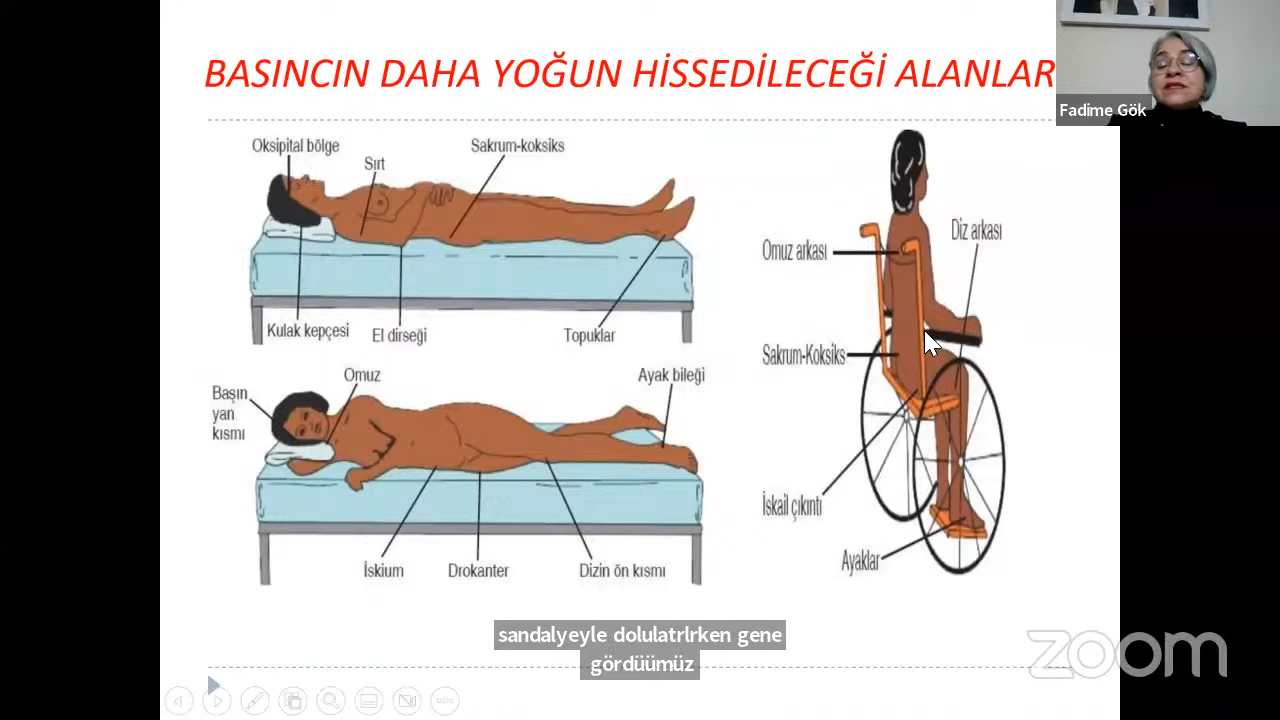 BASINCIN DAHA YOĞUN HİSSEDİLECEĞİ ALANLAR
Fadime Gök
Oksipital bölge
Sırt
Sakrum-koksiks
Kulak kepçesi
El dirseği
Topuklar
Başın
yan
kısmı
Omuz
Ayak bileği
İskium
Drokanter
Dizin ön kısmı
Omuz arkası
Diz arkası
Sakrum-Koksiks
İskail çıkıntı
Ayaklar
sandalyeyle dolulatrlrken gene
gördüümüz
zoom